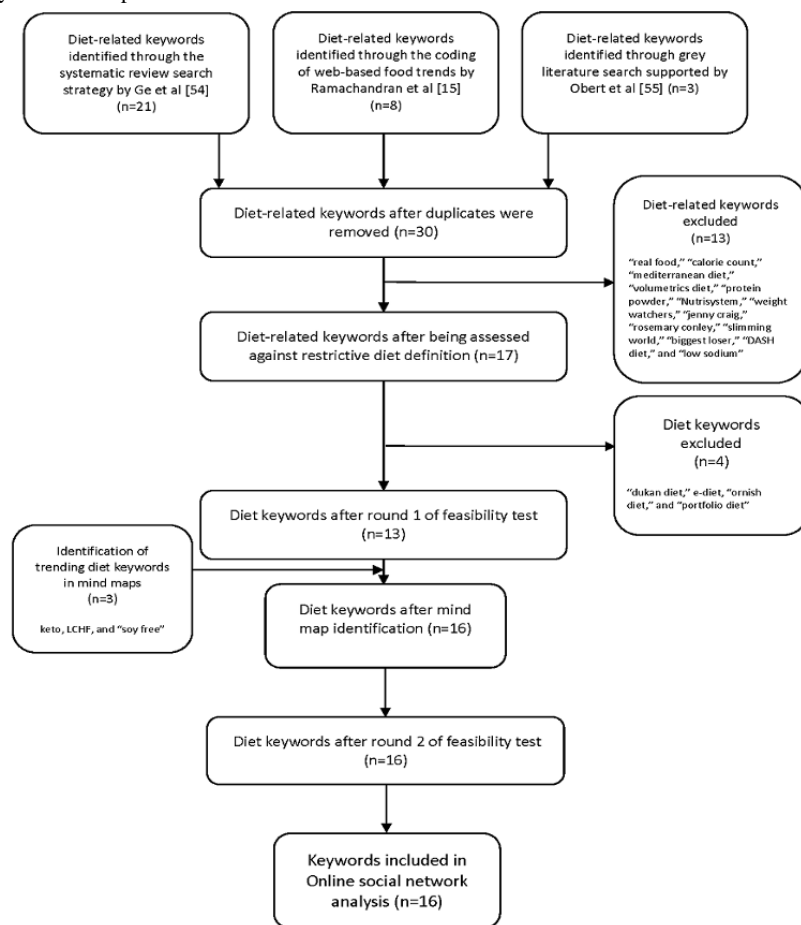 Diet-related keywords
identified through the
systematic review search
strategy by Ge et al [54]
(n=21)
Diet-related keywords
identified through the coding
of web-based food trends by
Ramachandran et al [15]
(n=8)
Diet-related keywords
identified through grey
literature search supported by
Obert et al [55] (n=3)
Diet-related keywords after duplicates were
removed (n=30)
Diet-related keywords
excluded
(n=13)
"real food," "calorie count,"
"mediterranean diet,"
"volumetrics diet," "protein
powder," "Nutrisystem," "weight
watchers," "jenny craig,"
"rosemary conley," "slimming
world," "biggest loser," "DASH
diet," and "low sodium"
Diet-related keywords after being assessed
against restrictive diet definition (n=17)
Diet keywords
excluded
(n=4)
"dukan diet," e-diet, "ornish
diet," and "portfolio diet"
Diet keywords after round 1 of feasibility test
(n=13)
Identification of
trending diet keywords
in mind maps
(n=3)
keto, LCHF, and "soy free"
Diet keywords after mind
map identification (n=16)
Diet keywords after round 2 of feasibility test
(n=16)
Keywords included in
Online social network
analysis (n=16)